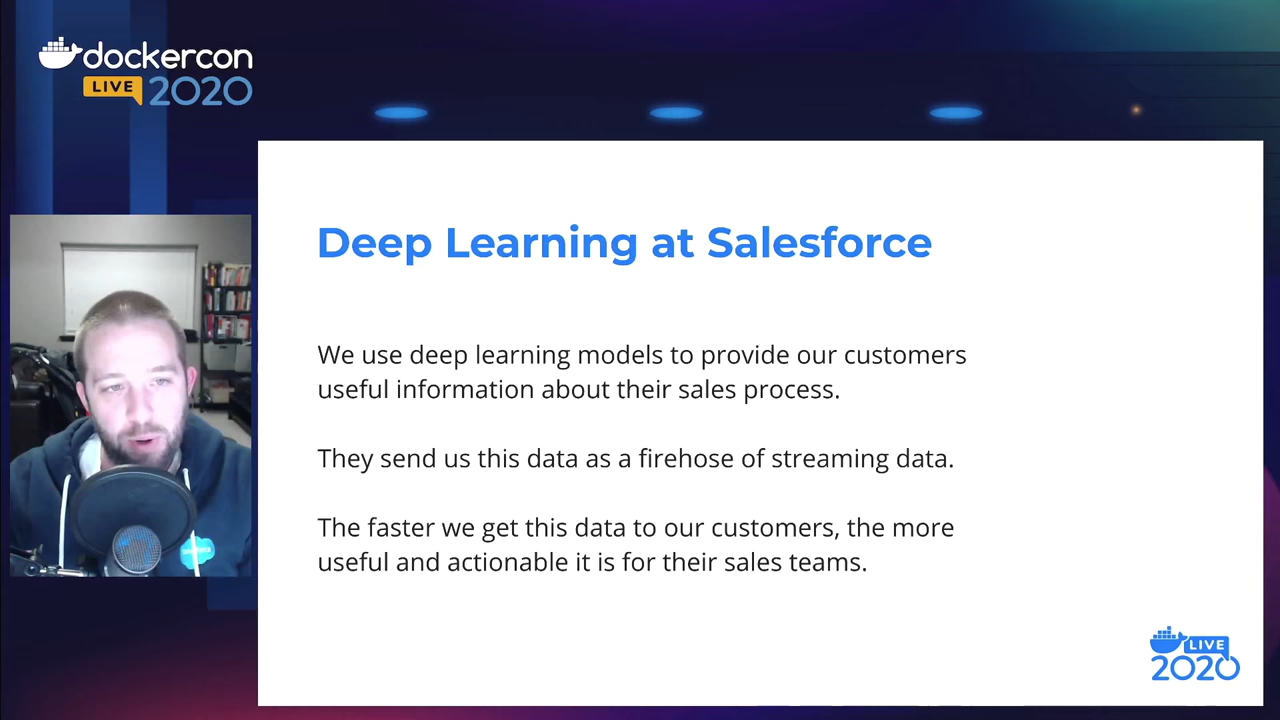 dockercon
LIVE 2020
Deep Learning at Salesforce
We use deep learning models to provide our customers
useful information about their sales process.
They send us this data as a firehose of streaming data.
The faster we get this data to our customers, the more
useful and actionable it is for their sales teams.
LIVE
2020